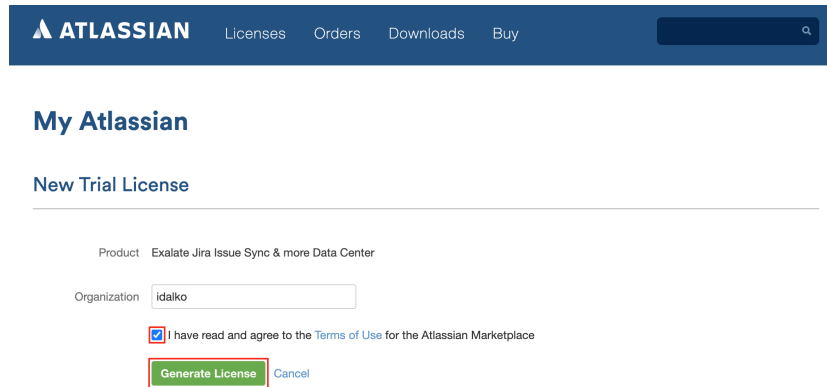 ATLASSIAN Licenses Orders Downloads Buy
My Atlassian
New Trial License
Product Exalate Jira Issue Sync & more Data Center
Organization idalko
I have read and agree to the Terms of Use for the Atlassian Marketplace
Generate License Cancel